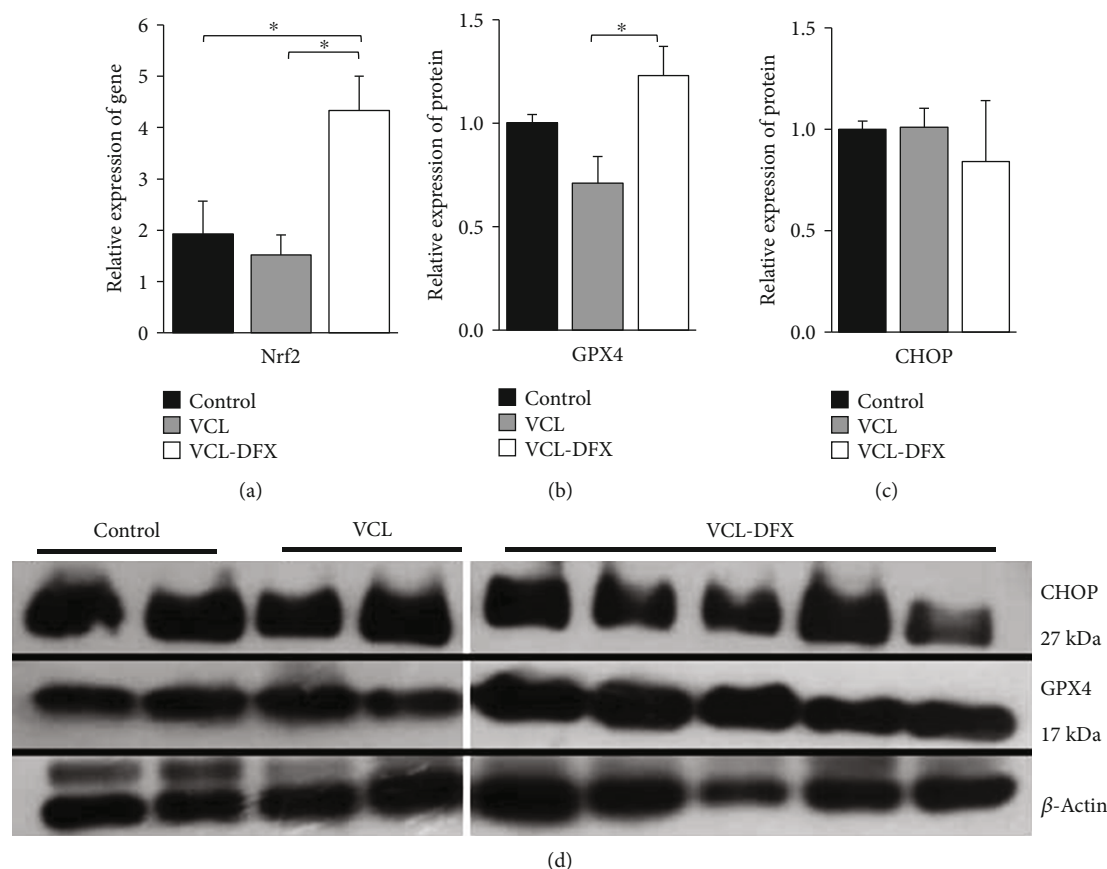 Relative expression of gene
6
5
4
3
2
1
0
*
*
Nrf2
Control
VCL
VCL-DFX
(a)
Relative expression of protein
1.5
1.0
0.5
0.0
*
GPX4
Control
VCL
VCL-DFX
(b)
Relative expression of protein
1.5
1.0
0.5
0.0
CHOP
Control
VCL
VCL-DFX
(c)
Control VCL VCL-DFX
CHOP
27 kDa
GPX4
17 kDa
β-Actin
(d)